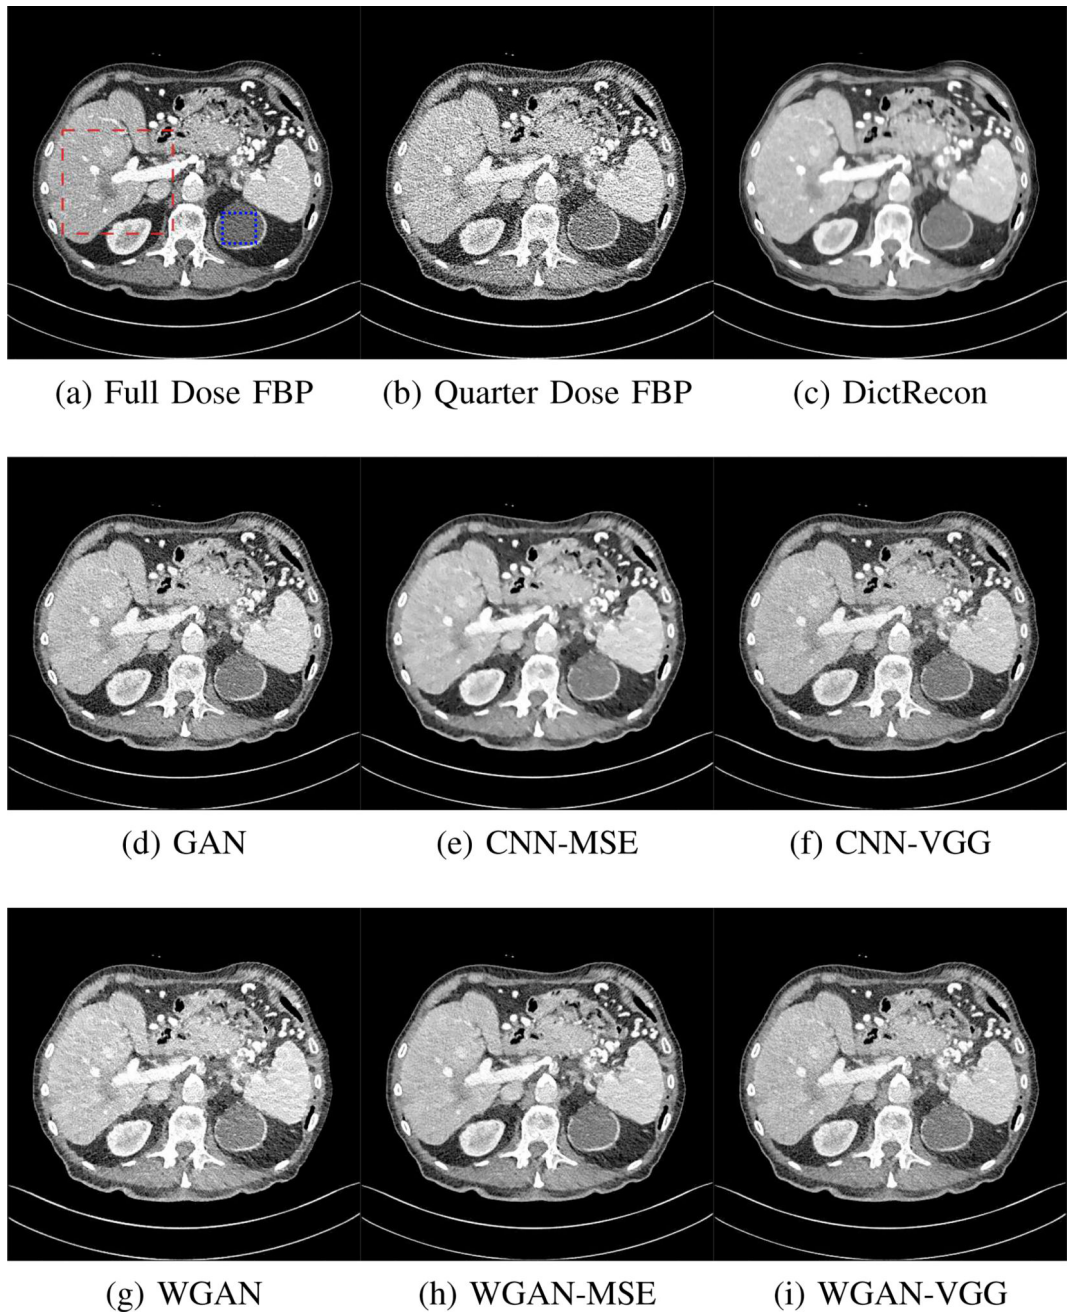 (a) Full Dose FBP
(b) Quarter Dose FBP
(c) DictRecon
(d) GAN
(e) CNN-MSE
(f) CNN-VGG
(g) WGAN
(h) WGAN-MSE
(i) WGAN-VGG